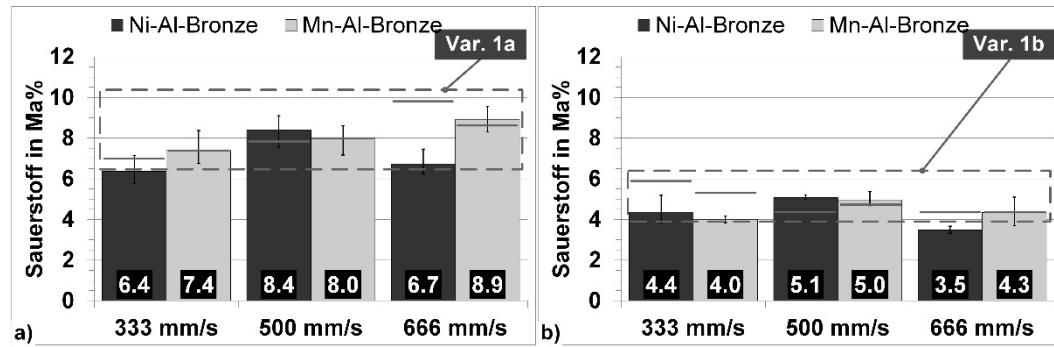 Ni-Al-Bronze Mn-Al-Bronze
Var. 1a
Sauerstoff in Ma%
12
10
8
6
4
2
0
6.4 7.4 8.4 8.0 6.7 8.9
333 mm/s 500 mm/s 666 mm/s
a)
Ni-Al-Bronze Mn-Al-Bronze
Var. 1b
Sauerstoff in Ma%
12
10
8
6
4
2
0
4.4 4.0 5.1 5.0 3.5 4.3
333 mm/s 500 mm/s 666 mm/s
b)